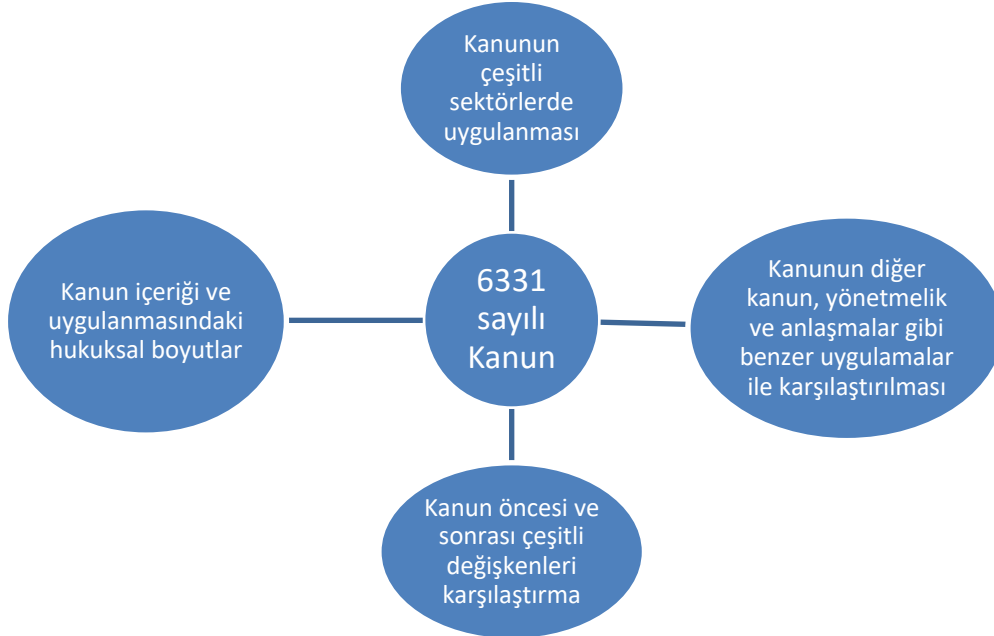 Kanunun
çeşitli
sektörlerde
uygulanması
Kanun içeriği ve
uygulanmasındaki
hukuksal boyutlar
6331
sayılı
Kanun
Kanunun diğer
kanun, yönetmelik
ve anlaşmalar gibi
benzer uygulamalar
ile karşılaştırılması
Kanun öncesi ve
sonrası çeşitli
değişkenleri
karşılaştırma